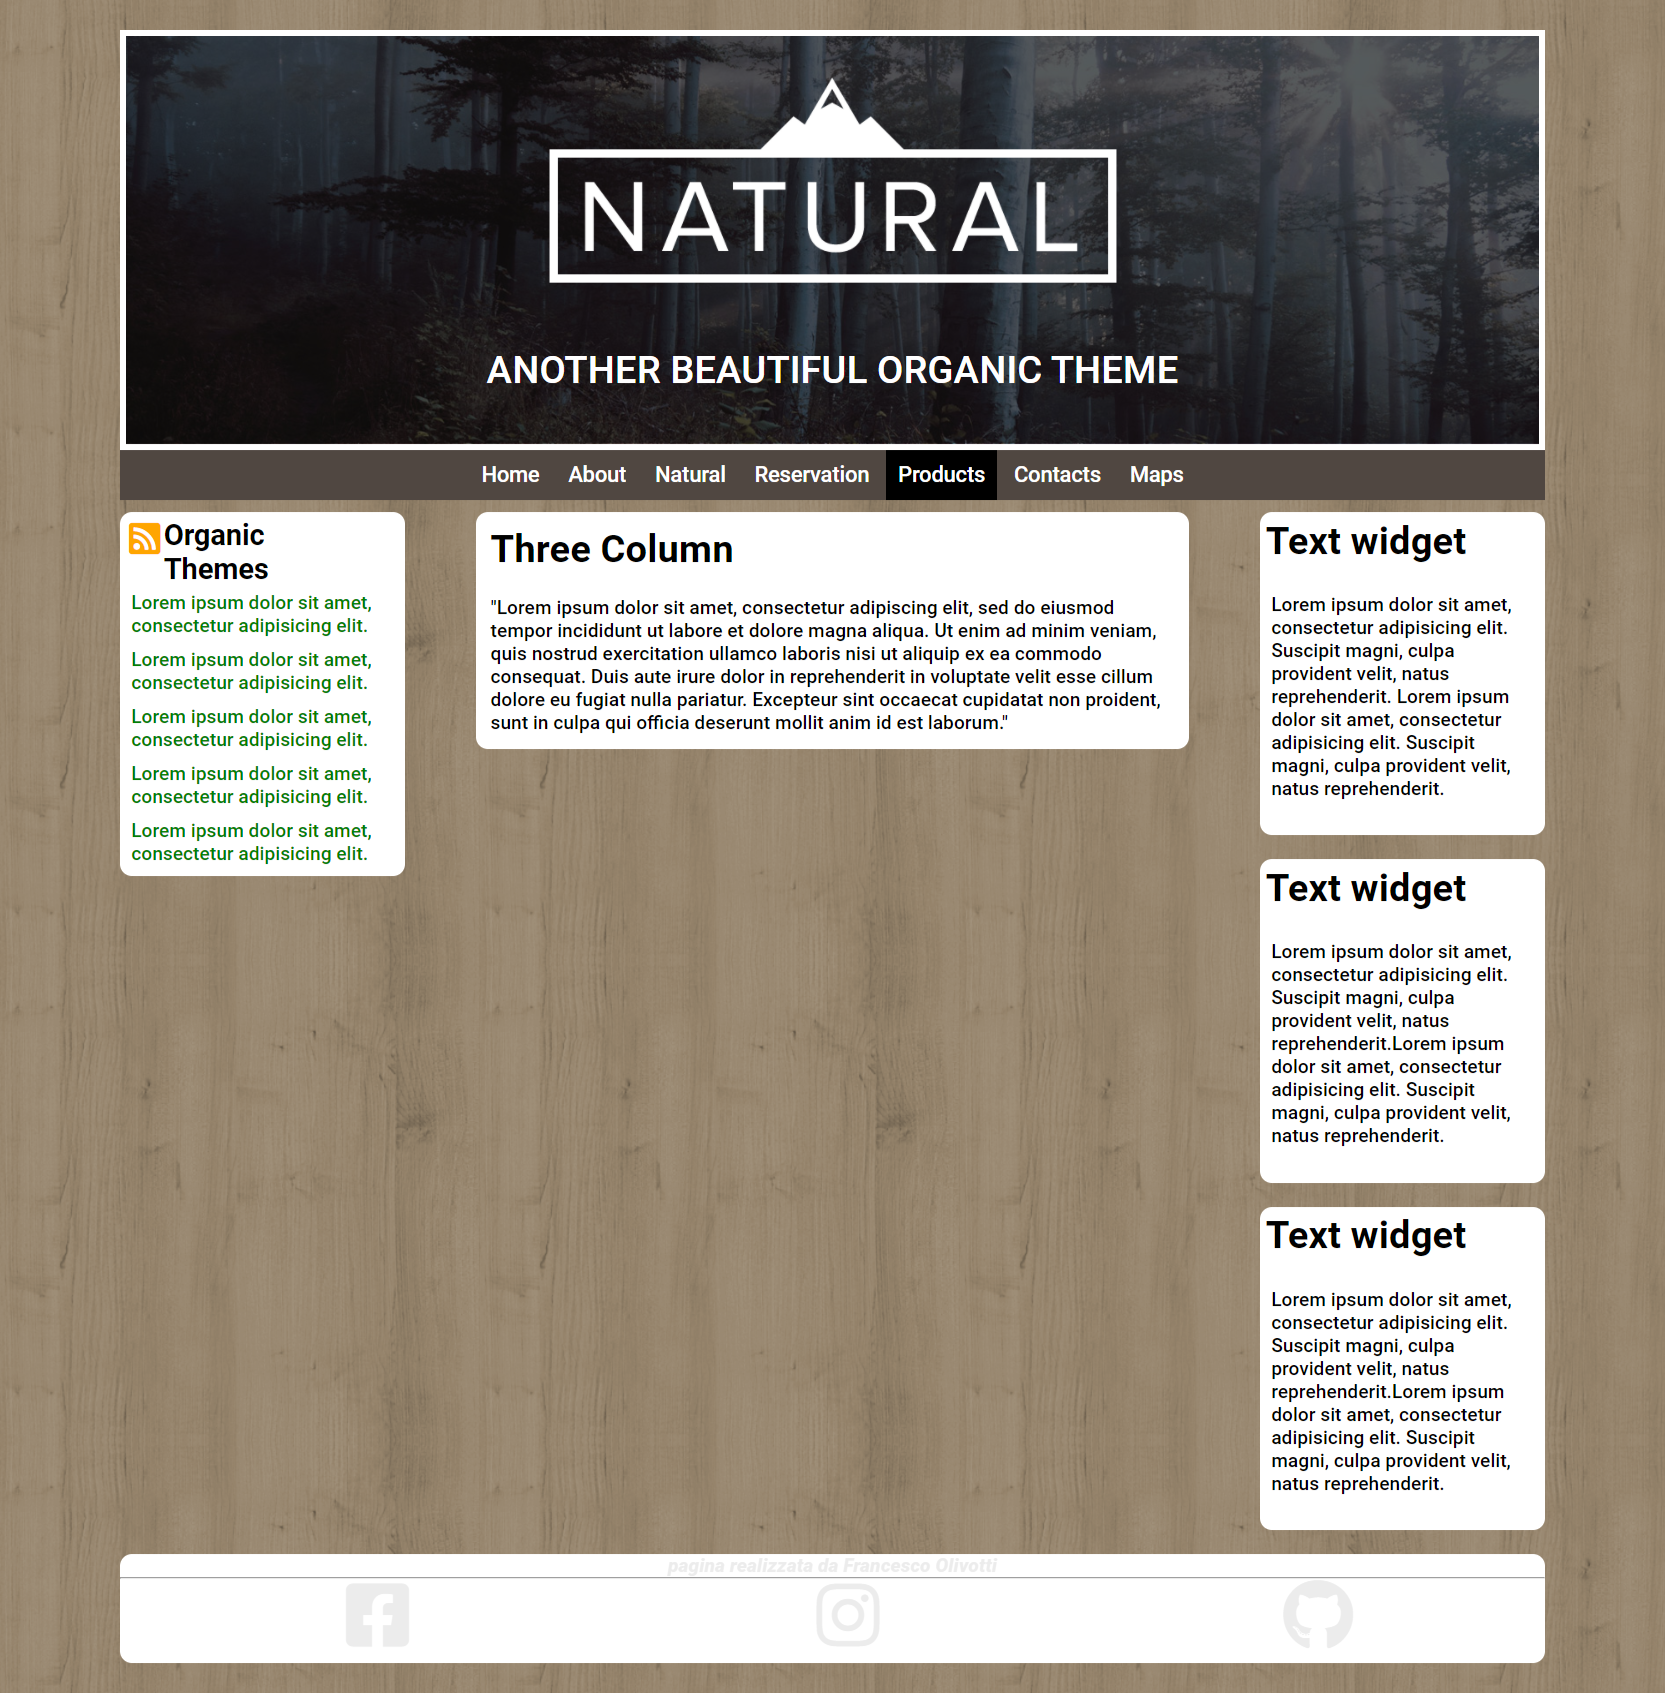 NATURAL
ANOTHER BEAUTIFUL ORGANIC THEME
Home About Natural Reservation Products Contacts Maps
Organic
Themes
Lorem ipsum dolor sit amet,
consectetur adipisicing elit.
Lorem ipsum dolor sit amet,
consectetur adipisicing elit.
Lorem ipsum dolor sit amet,
consectetur adipisicing elit.
Lorem ipsum dolor sit amet,
consectetur adipisicing elit.
Lorem ipsum dolor sit amet,
consectetur adipisicing elit.
Three Column
"Lorem ipsum dolor sit amet, consectetur adipiscing elit, sed do eiusmod
tempor incididunt ut labore et dolore magna aliqua. Ut enim ad minim veniam,
quis nostrud exercitation ullamco laboris nisi ut aliquip ex ea commodo
consequat. Duis aute irure dolor in reprehenderit in voluptate velit esse cillum
dolore eu fugiat nulla pariatur. Excepteur sint occaecat cupidatat non proident,
sunt in culpa qui officia deserunt mollit anim id est laborum."
Text widget
Lorem ipsum dolor sit amet,
consectetur adipisicing elit.
Suscipit magni, culpa
provident velit, natus
reprehenderit. Lorem ipsum
dolor sit amet, consectetur
adipisicing elit. Suscipit
magni, culpa provident velit,
natus reprehenderit.
Text widget
Lorem ipsum dolor sit amet,
consectetur adipisicing elit.
Suscipit magni, culpa
provident velit, natus
reprehenderit.Lorem ipsum
dolor sit amet, consectetur
adipisicing elit. Suscipit
magni, culpa provident velit,
natus reprehenderit.
Text widget
Lorem ipsum dolor sit amet,
consectetur adipisicing elit.
Suscipit magni, culpa
provident velit, natus
reprehenderit.Lorem ipsum
dolor sit amet, consectetur
adipisicing elit. Suscipit
magni, culpa provident velit,
natus reprehenderit.
pagina realizzata da Francesco Olivotti